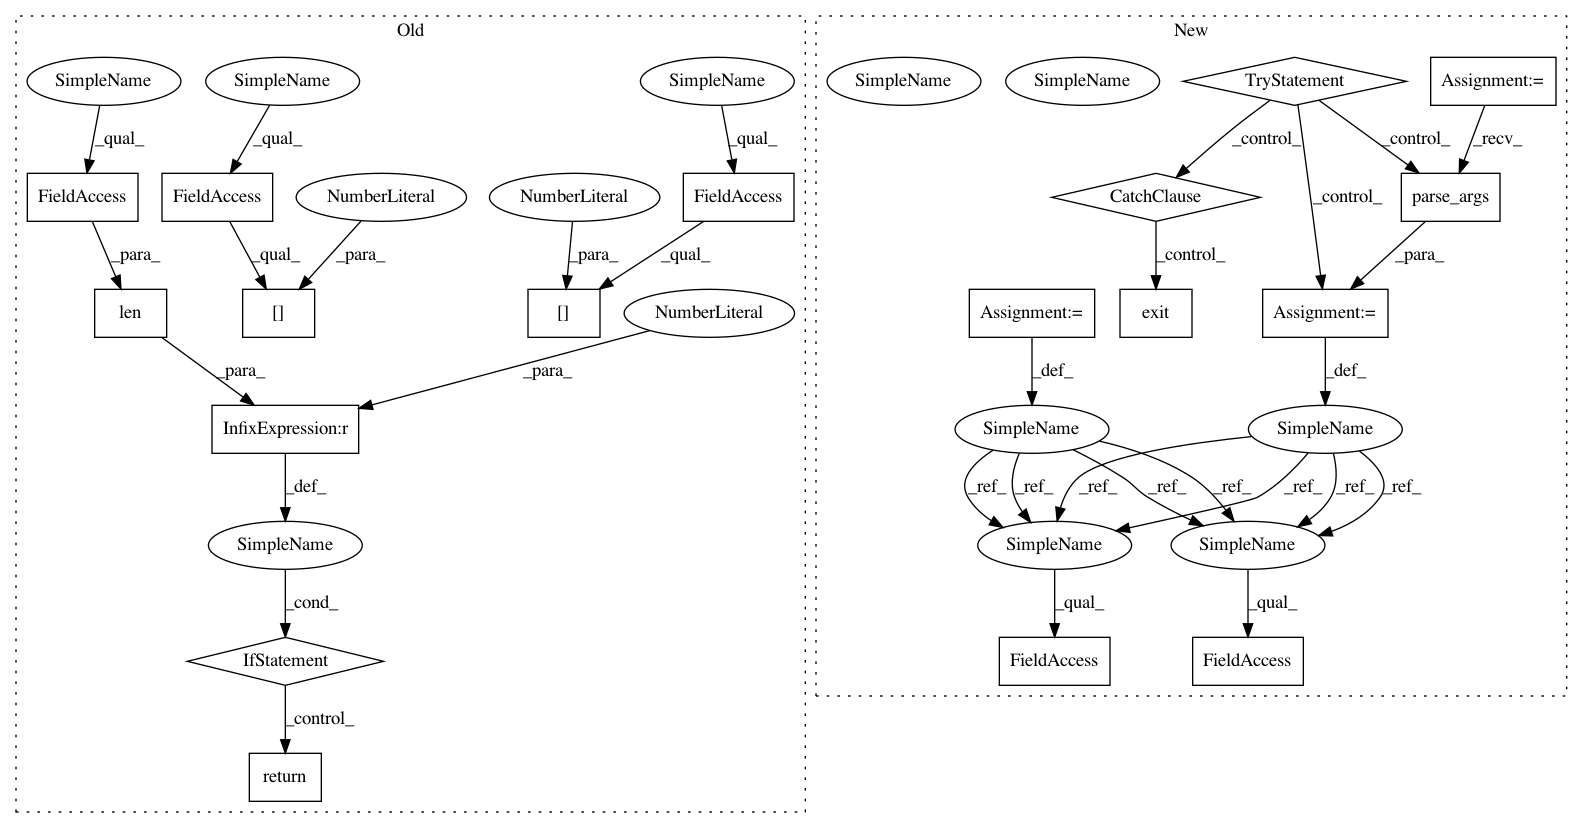 Old
New
SimpleName
SimpleName
SimpleName
SimpleName
SimpleName
TryStatement
Assignment:=
_qual_
_qual_
_qual_
_control_
_control_
_recv_
FieldAccess
FieldAccess
NumberLiteral
NumberLiteral
FieldAccess
CatchClause
_control_
parse_args
_para_
_qual_
_para_
_para_
_qual_
_control_
_para_
len
[]
[]
NumberLiteral
Assignment:=
exit
Assignment:=
_para_
_para_
_def_
_def_
InfixExpression:r
SimpleName
SimpleName
_def_
_ref_
_ref_
_ref_
_ref_
_ref_
_ref_
_ref_
_ref_
SimpleName
SimpleName
SimpleName
_cond_
_qual_
_qual_
IfStatement
FieldAccess
FieldAccess
_control_
return